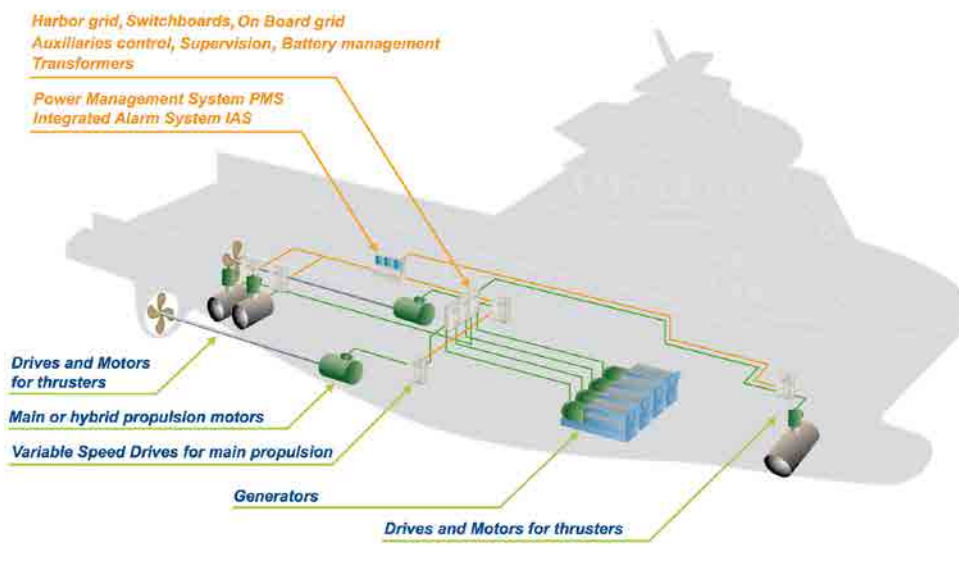 Harbor grid, Switchboards, On Board grid
Auxiliaries control, Supervision, Battery management
Transformers
Power Management System PMS
Integrated Alarm System IAS
Drives and Motors
for thrusters
Main or hybrid propulsion motors
Variable Speed Drives for main propulsion
Generators
Drives and Motors for thrusters